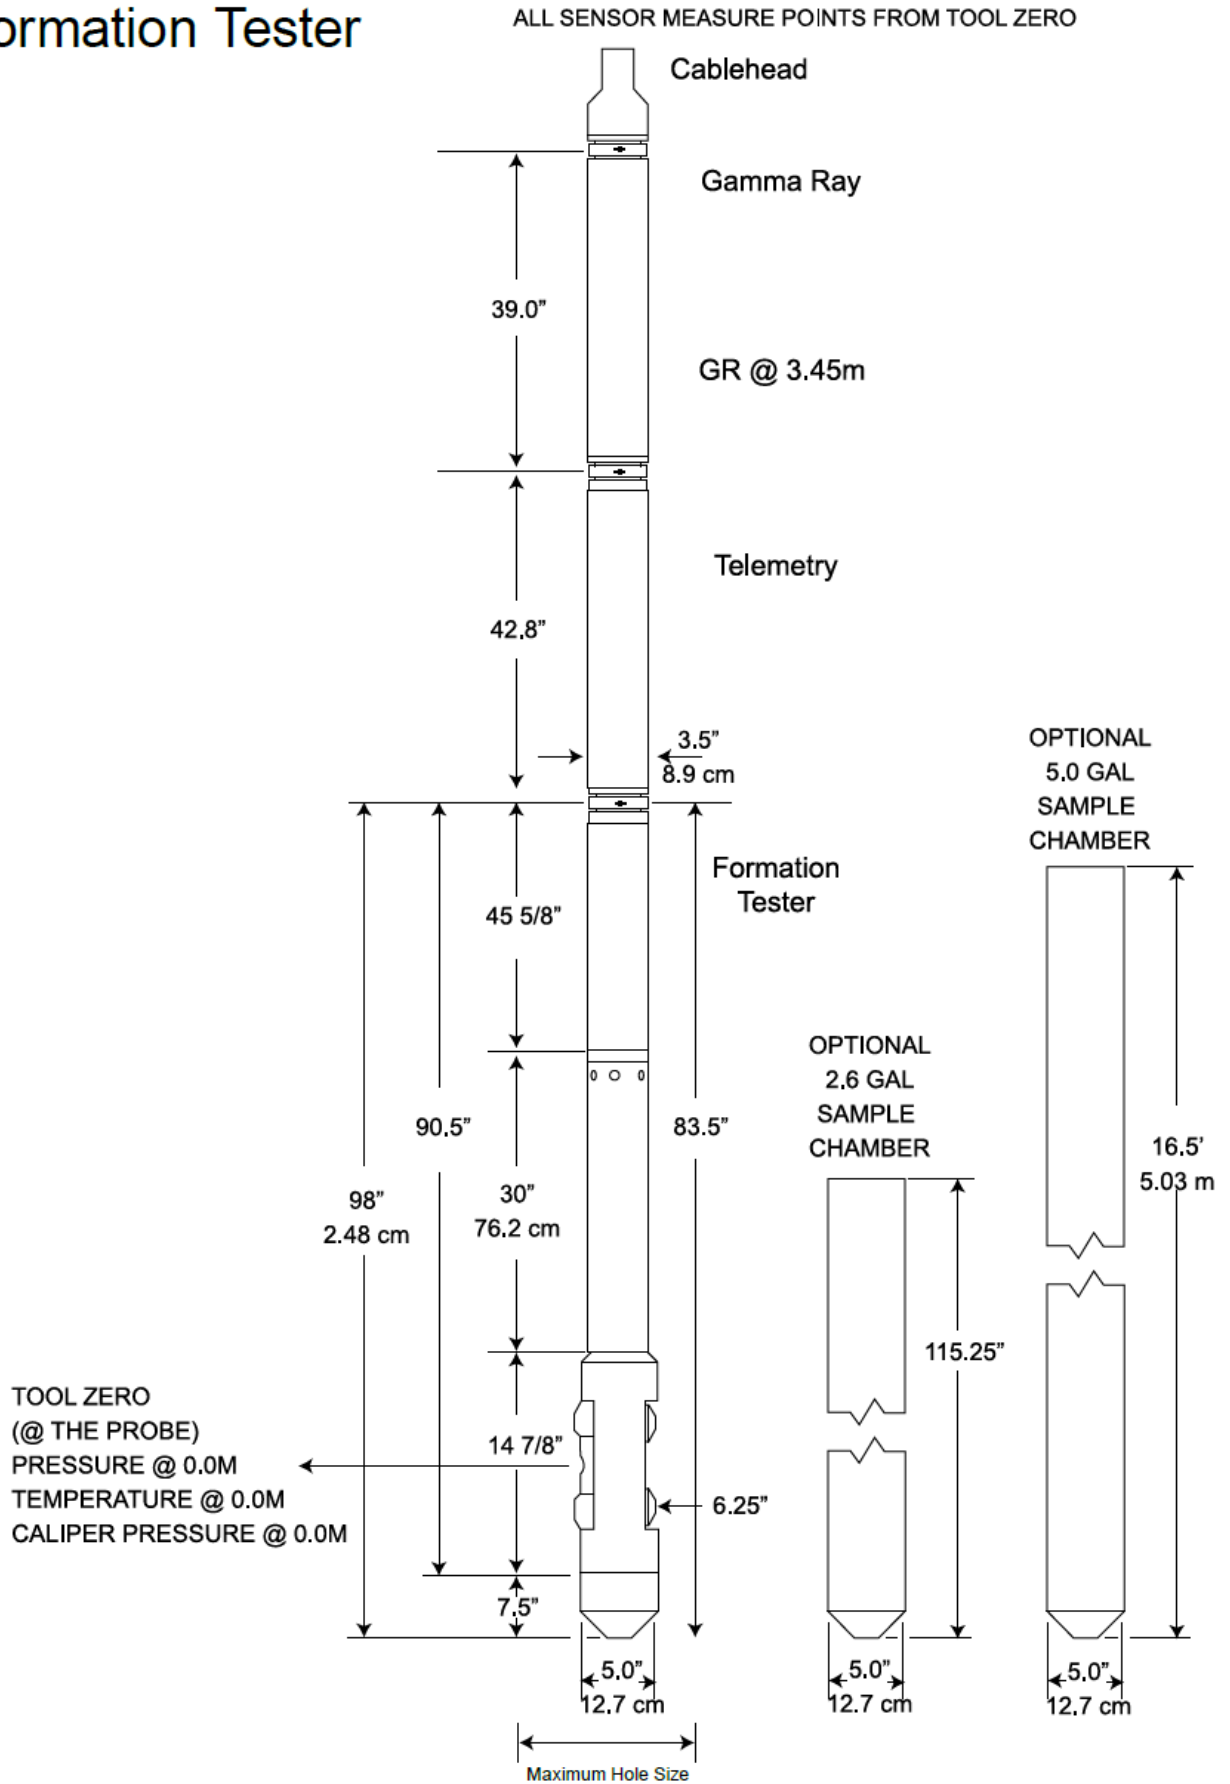 ormation Tester
ALL SENSOR MEASURE POINTS FROM TOOL ZERO
Cablehead
Gamma Ray
39.0”
GR @ 3.45m
Telemetry
42.8”
3.5”
8.9 cm
Formation
Tester
45 5/8”
90.5”
83.5”
98”
2.48 cm
30”
76.2 cm
OPTIONAL
2.6 GAL
SAMPLE
CHAMBER
OPTIONAL
5.0 GAL
SAMPLE
CHAMBER
16.5’
5.03 m
115.25”
TOOL ZERO
(@ THE PROBE)
PRESSURE @ 0.0M
TEMPERATURE @ 0.0M
CALIPER PRESSURE @ 0.0M
14 7/8”
6.25”
7.5”
5.0”
12.7 cm
5.0”
12.7 cm
5.0”
12.7 cm
Maximum Hole Size